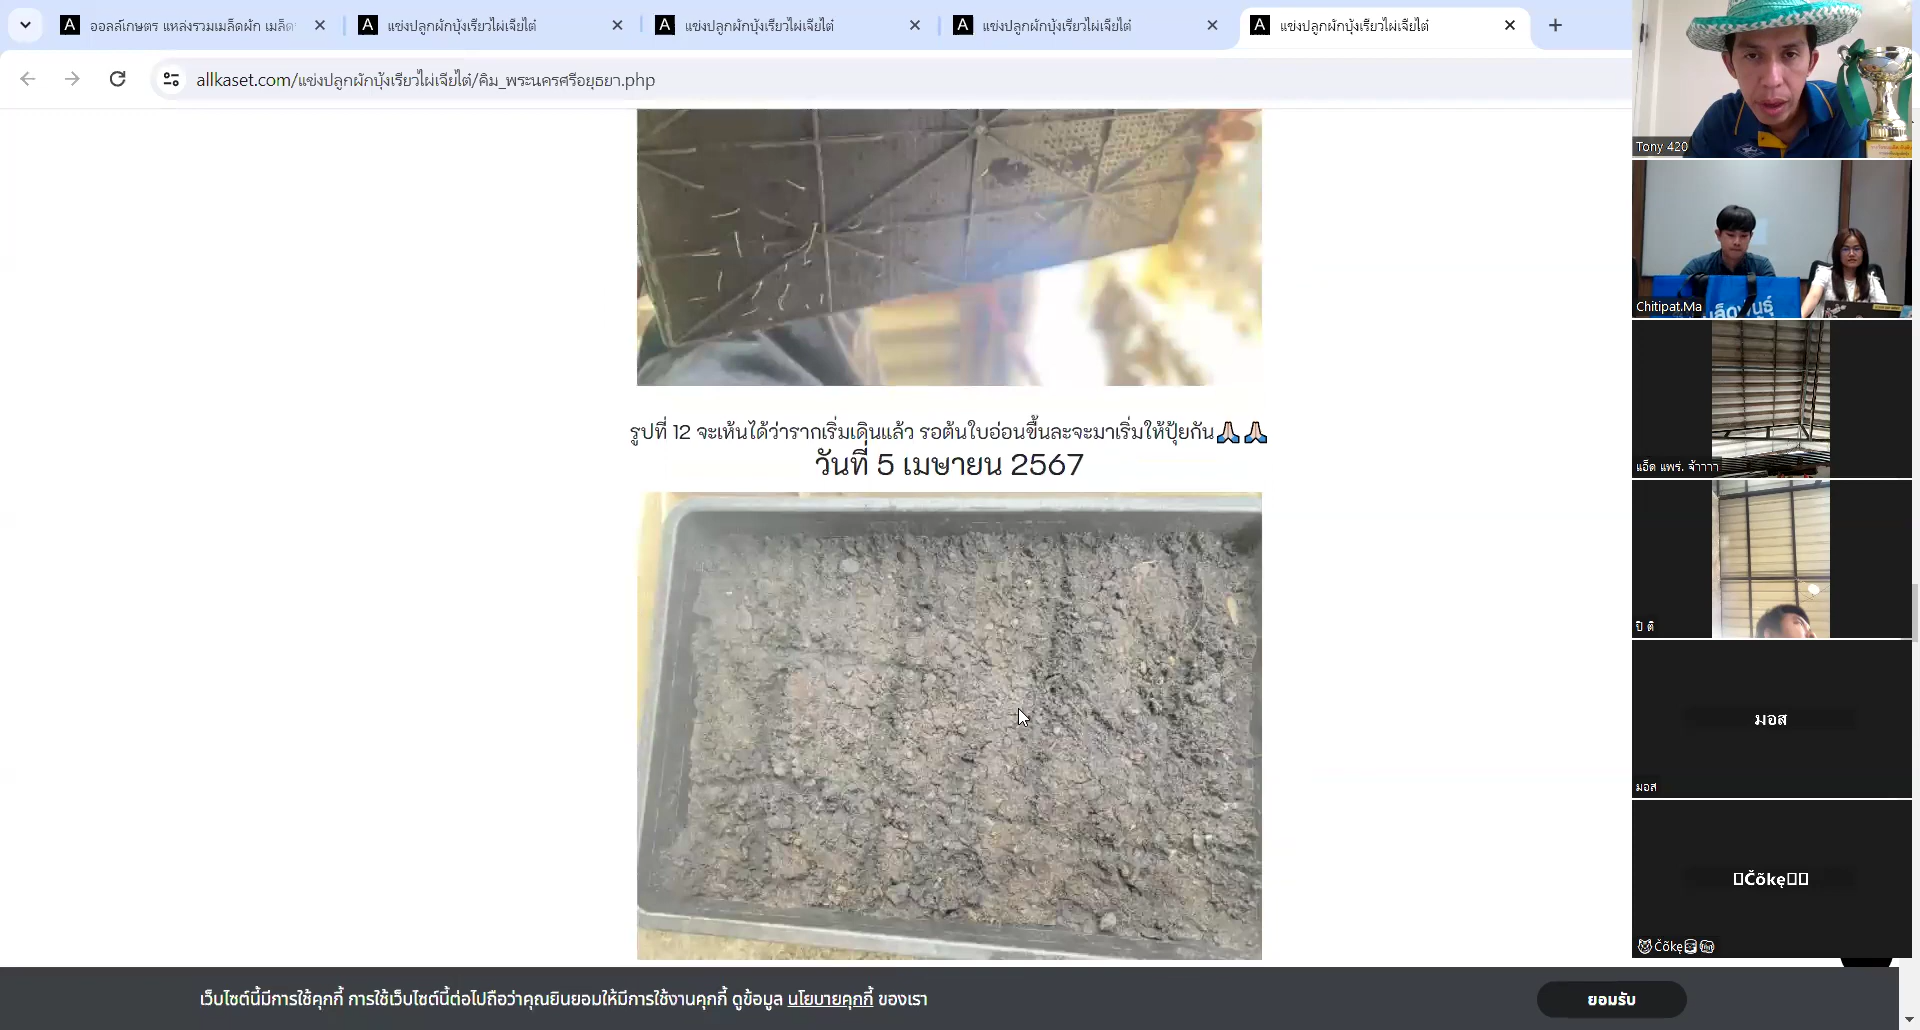 ออลล์เกษตร แหล่งรวมเมล็ดผัก เมล็ด
แข่งปลูกผักบุ้งเรียวไผ่เจียไต๋
แข่งปลูกผักบุ้งเรียวไผ่เจียไต๋
แข่งปลูกผักบุ้งเรียวไผ่เจียไต๋
แข่งปลูกผักบุ้งเรียวไผ่เจียไต๋
allkaset.com/แข่งปลูกผักบุ้งเรียวไผ่เจียไต๋/คิม_พระนครศรีอยุธยา.php
รูปที่ 12 จะเห้นได้ว่ารากเริ่มเดินแล้ว รอต้นใบอ่อนขึ้นละจะมาเริ่มให้ปุ้ยกัน🙏🏻🙏🏻
วันที่ 5 เมษายน 2567
Tony 420
Chitipat.Ma
แอ็ด แพร่. จ้าาาา
ปิ ติ
มอส
มอส
Čõkę
Čõkę
เว็บไซต์นี้มีการใช้คุกกี้ การใช้เว็บไซต์นี้ต่อไปถือว่าคุณยินยอมให้มีการใช้งานคุกกี้ ดูข้อมูล นโยบายคุกกี้ ของเรา
ยอมรับ